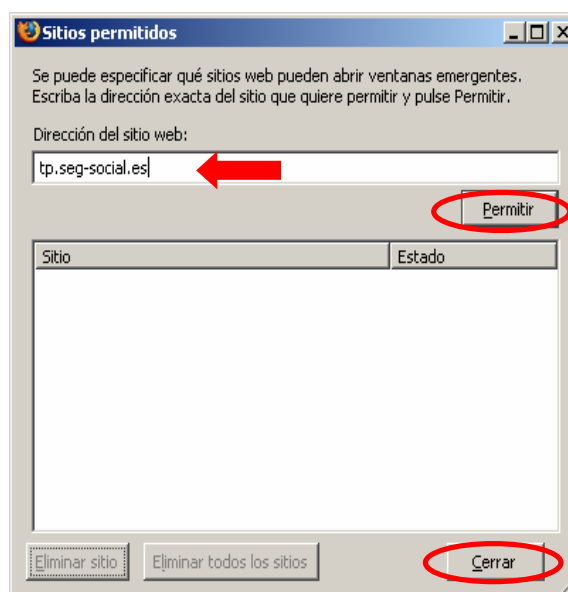 Sitios permitidos
Se puede especificar qué sitios web pueden abrir ventanas emergentes.
Escriba la dirección exacta del sitio que quiere permitir y pulse Permitir.
Dirección del sitio web:
tp.seg-social.es
Permitir
Sitio Estado
Eliminar sitio Eliminar todos los sitios Cerrar